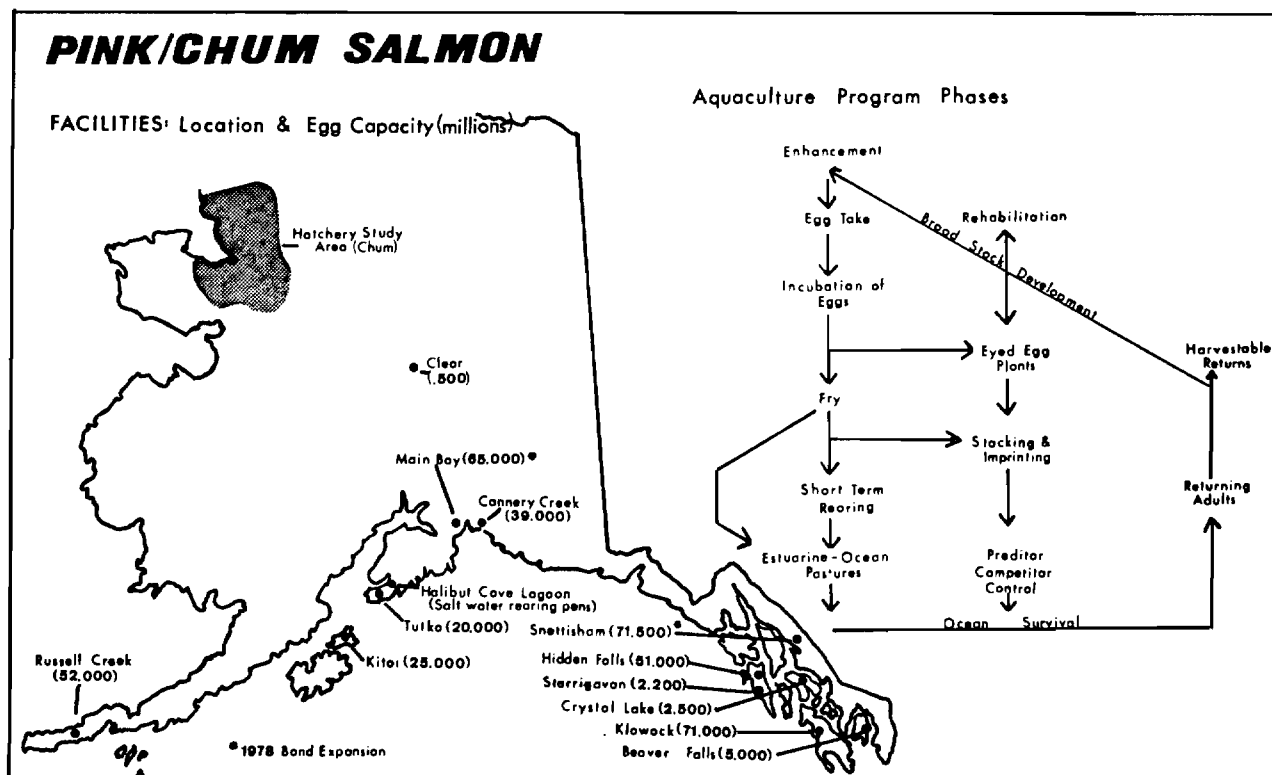 PINK/CHUM SALMON
FACILITIES: Location & Egg Capacity (millions)
Hatchery Study
Area (Chum)
Clear
(.500)
Main Bay (65.000) *
Cannery Creek
(39.000)
Halibut Cove Lagoon
(Salt water rearing pens)
Tutka (20,000)
Kitoi (25.000)
Russell Creek
(52,000)
* 1978 Bond Expansion
Snettisham (71,500) *
Hidden Falls (51.000)
Starrigavan (2.200)
Crystal Lake (2,500)
Klawock (71,000)
Beaver Falls (5,000)
Aquaculture Program Phases
Enhancement
Egg Take
Incubation of
Eggs
Fry
Short Term
Rearing
Estuarine-Ocean
Pastures
Rehabilitation
Brood Stock Development
Eyed Egg
Plants
Stocking &
Imprinting
Preditor
Competitor
Control
Ocean Survival
Harvestable
Returns
Returning
Adults